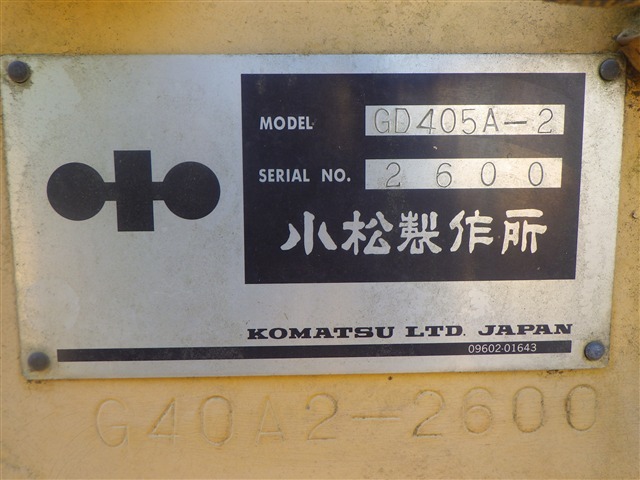 MODEL GD405A-2
SERIAL NO. 2600
小松製作所
KOMATSU LTD. JAPAN
09602-01643
G40A2-2600